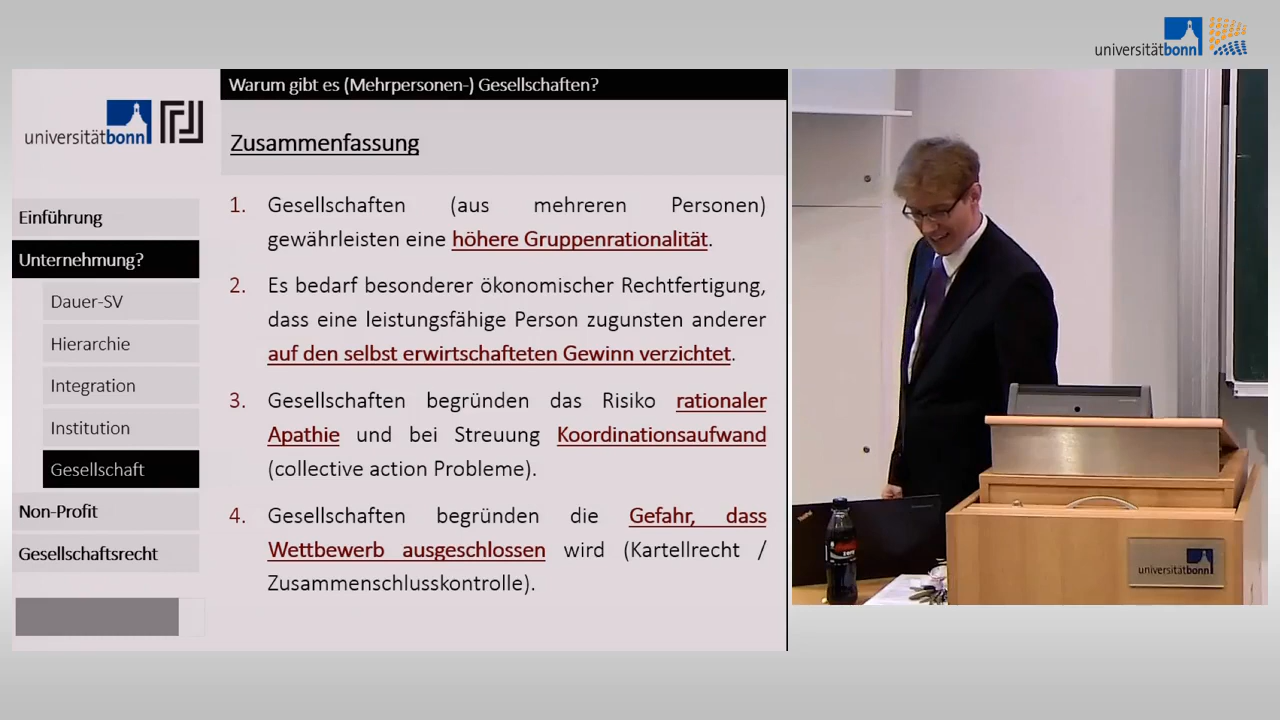 universitätbonn
Warum gibt es (Mehrpersonen-) Gesellschaften?
universitätbonn
Zusammenfassung
Einführung
Unternehmung?
Dauer-SV
Hierarchie
Integration
Institution
Gesellschaft
Non-Profit
Gesellschaftsrecht
1. Gesellschaften (aus mehreren Personen)
gewährleisten eine höhere Gruppenrationalität.
2. Es bedarf besonderer ökonomischer Rechtfertigung,
dass eine leistungsfähige Person zugunsten anderer
auf den selbst erwirtschafteten Gewinn verzichtet.
3. Gesellschaften begründen das Risiko rationaler
Apathie und bei Streuung Koordinationsaufwand
(collective action Probleme).
4. Gesellschaften begründen die Gefahr, dass
Wettbewerb ausgeschlossen wird (Kartellrecht /
Zusammenschlusskontrolle).
universitätbonn